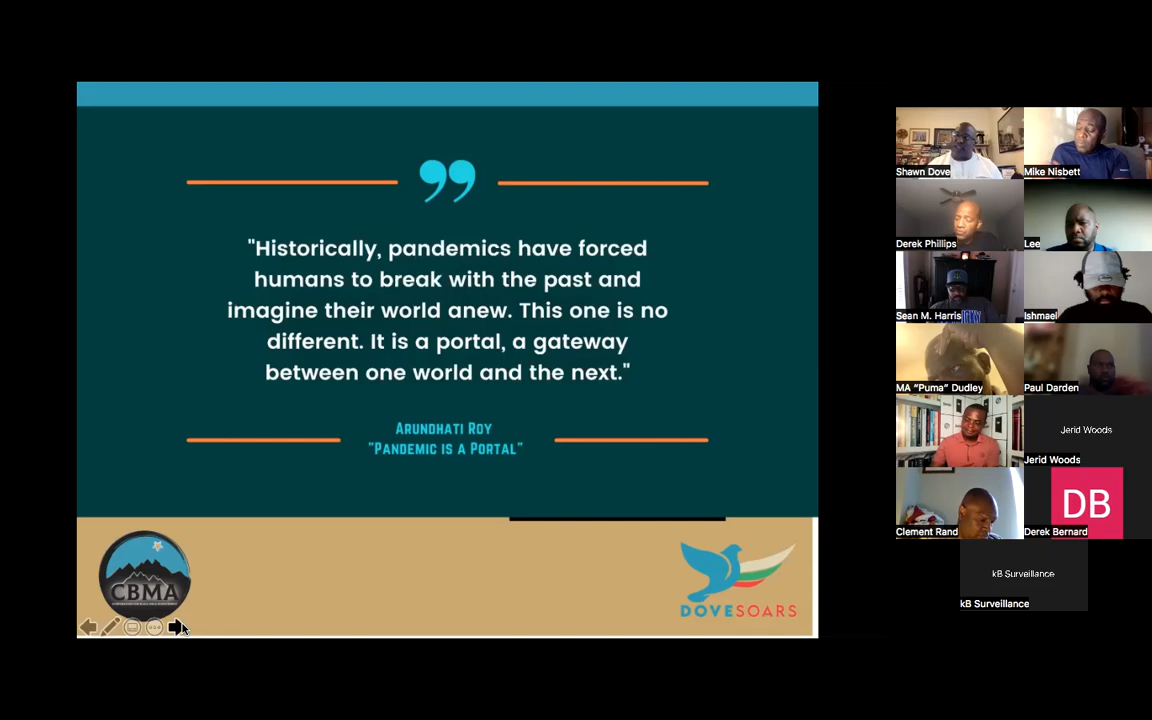 "Historically, pandemics have forced
humans to break with the past and
imagine their world anew. This one is no
different. It is a portal, a gateway
between one world and the next."
Arundhati Roy
"Pandemic is a Portal"
CBMA
DOVESOARS
Shawn Dove
Mike Nisbett
Derek Phillips
Lee
Sean M. Harris
Ishmael
MA “Puma” Dudley
Paul Darden
Jerid Woods
Jerid Woods
Clement Rand
DB
Derek Bernard
kB Surveillance
kB Surveillance